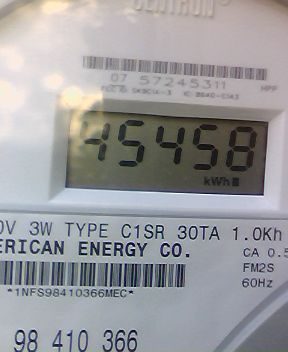 CENTRON
07 57245311
45458
kWh
0V 3W TYPE C1SR 30TA 1.0Kh
ERICAN ENERGY CO.
CA 0.5
FM2S
60Hz
*1NFS98410366MEC*
98 410 366